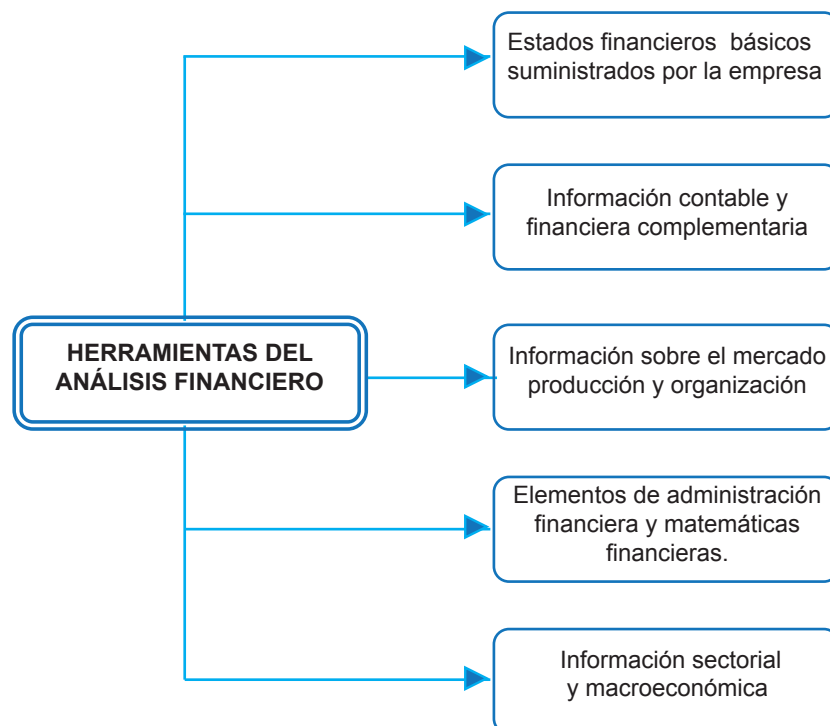 Estados financieros básicos
suministrados por la empresa
Información contable y
financiera complementaria
HERRAMIENTAS DEL
ANÁLISIS FINANCIERO
Información sobre el mercado
producción y organización
Elementos de administración
financiera y matemáticas
financieras.
Información sectorial
y macroeconómica